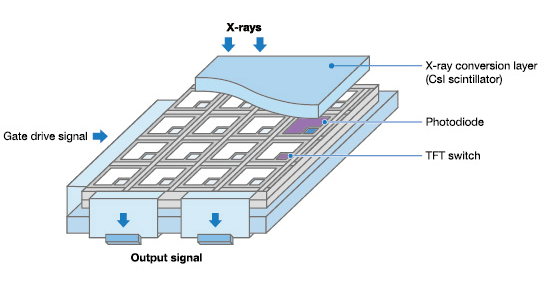 X-rays
X-ray conversion layer
(CsI scintillator)
Photodiode
Gate drive signal
TFT switch
Output signal